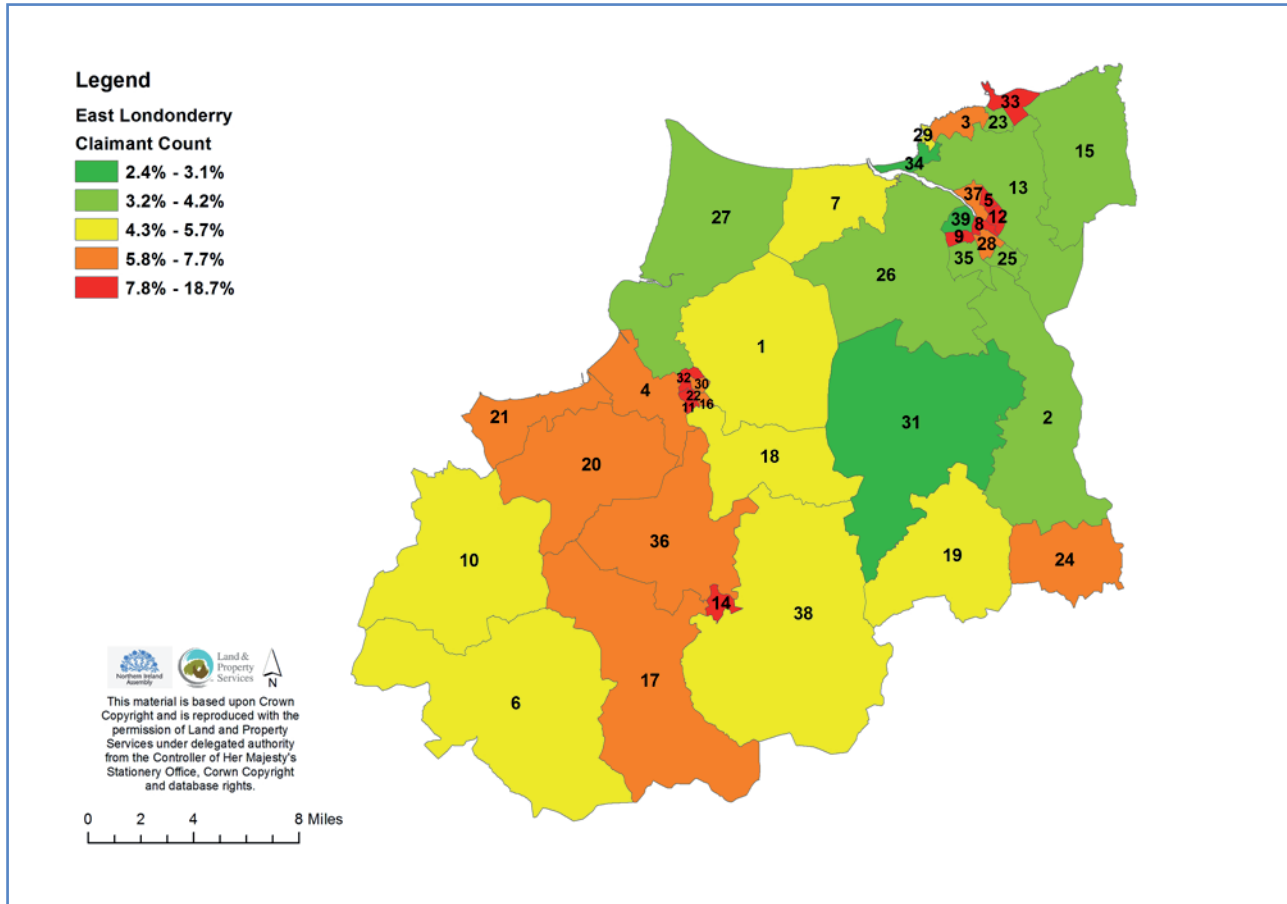 Legend
East Londonderry
Claimant Count
2.4% - 3.1%
3.2% - 4.2%
4.3% - 5.7%
5.8% - 7.7%
7.8% - 18.7%
33
3
23
29
15
34
13
37
5
27
7
39
8
12
9
28
35
25
26
1
32
30
4
22
11
16
21
31
2
18
20
36
10
19
24
14
38
17
6
Northern Ireland
Assembly
Land &
Property
Services
N
This material is based upon Crown
Copyright and is reproduced with the
permission of Land and Property
Services under delegated authority
from the Controller of Her Majesty's
Stationery Office, Corwn Copyright
and database rights.
0 2 4 8 Miles